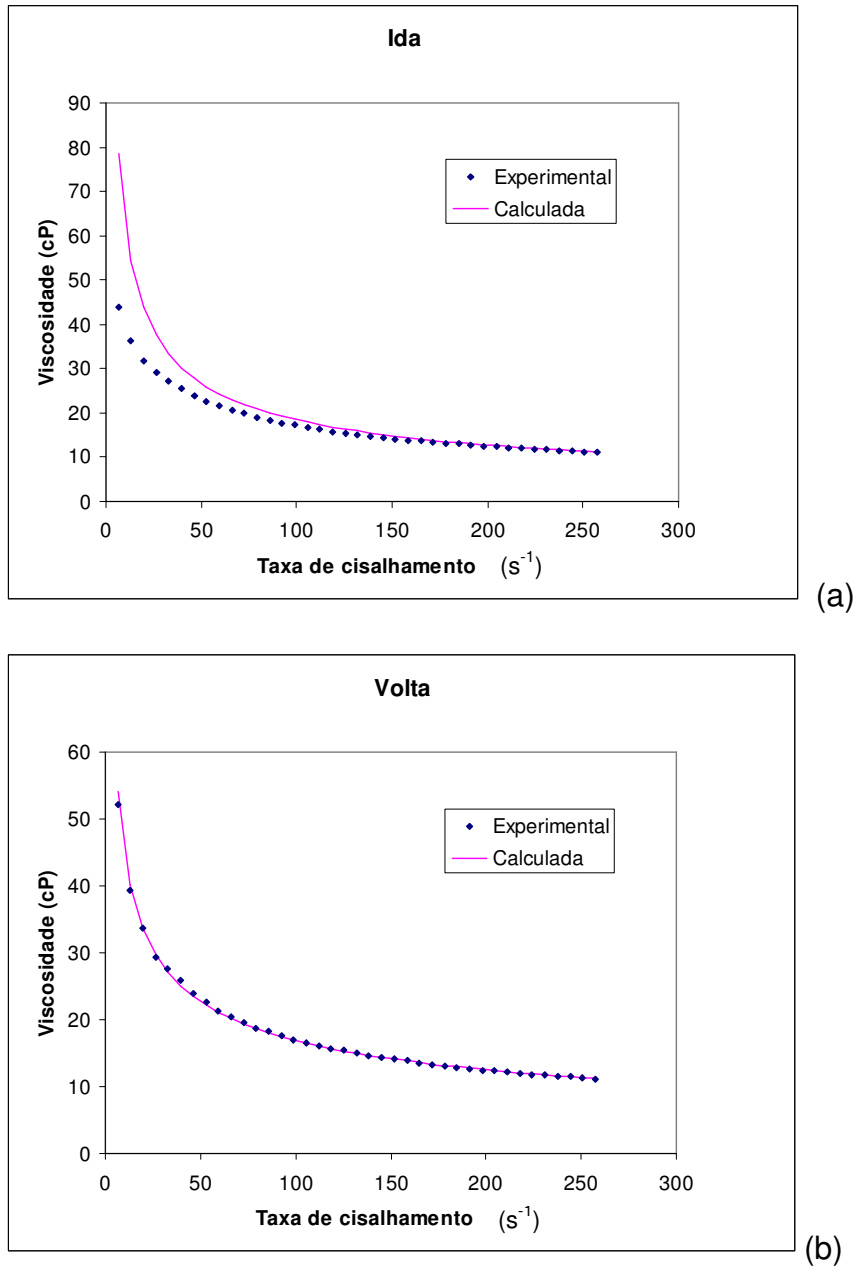 Ida
90
80
70
60
50
40
30
20
10
0
Viscosidade (cP)
Experimental
Calculada
0 50 100 150 200 250 300
Taxa de cisalhamento (s⁻¹)
(a)
Volta
60
50
40
30
20
10
0
Viscosidade (cP)
Experimental
Calculada
0 50 100 150 200 250 300
Taxa de cisalhamento (s⁻¹)
(b)